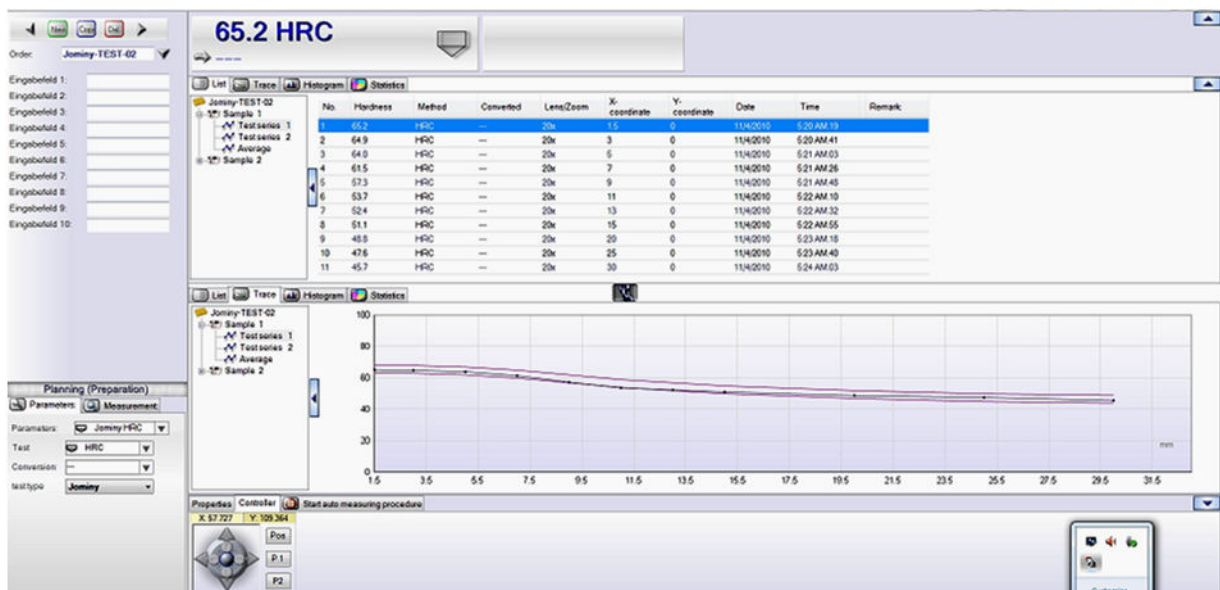 New Copy Del
Order: Jominy-TEST-02
Eingabefeld 1:
Eingabefeld 2:
Eingabefeld 3:
Eingabefeld 4:
Eingabefeld 5:
Eingabefeld 6:
Eingabefeld 7:
Eingabefeld 8:
Eingabefeld 9:
Eingabefeld 10:
Planning (Preparation)
Parameters Measurement
Parameters: Jominy HRC
Test HRC
Conversion: ---
test type Jominy
65.2 HRC
---
List Trace Histogram Statistics
Jominy-TEST-02
Sample 1
Test series 1
Test series 2
Average
Sample 2
No. Hardness Method Converted Lens/Zoom X-coordinate Y-coordinate Date Time Remark
1 65.2 HRC --- 20x 1.5 0 11/4/2010 5:20 AM:19
2 64.9 HRC --- 20x 3 0 11/4/2010 5:20 AM:41
3 64.0 HRC --- 20x 5 0 11/4/2010 5:21 AM:03
4 61.5 HRC --- 20x 7 0 11/4/2010 5:21 AM:26
5 57.3 HRC --- 20x 9 0 11/4/2010 5:21 AM:48
6 53.7 HRC --- 20x 11 0 11/4/2010 5:22 AM:10
7 52.4 HRC --- 20x 13 0 11/4/2010 5:22 AM:32
8 51.1 HRC --- 20x 15 0 11/4/2010 5:22 AM:55
9 48.8 HRC --- 20x 20 0 11/4/2010 5:23 AM:18
10 47.6 HRC --- 20x 25 0 11/4/2010 5:23 AM:40
11 45.7 HRC --- 20x 30 0 11/4/2010 5:24 AM:03
List Trace Histogram Statistics
Jominy-TEST-02
Sample 1
Test series 1
Test series 2
Average
Sample 2
100
80
60
40
20
0
mm
1.5 3.5 5.5 7.5 9.5 11.5 13.5 15.5 17.5 19.5 21.5 23.5 25.5 27.5 29.5 31.5
Properties Controller Start auto measuring procedure
X: 57.727 Y: 109.364
Pos
P1
P2